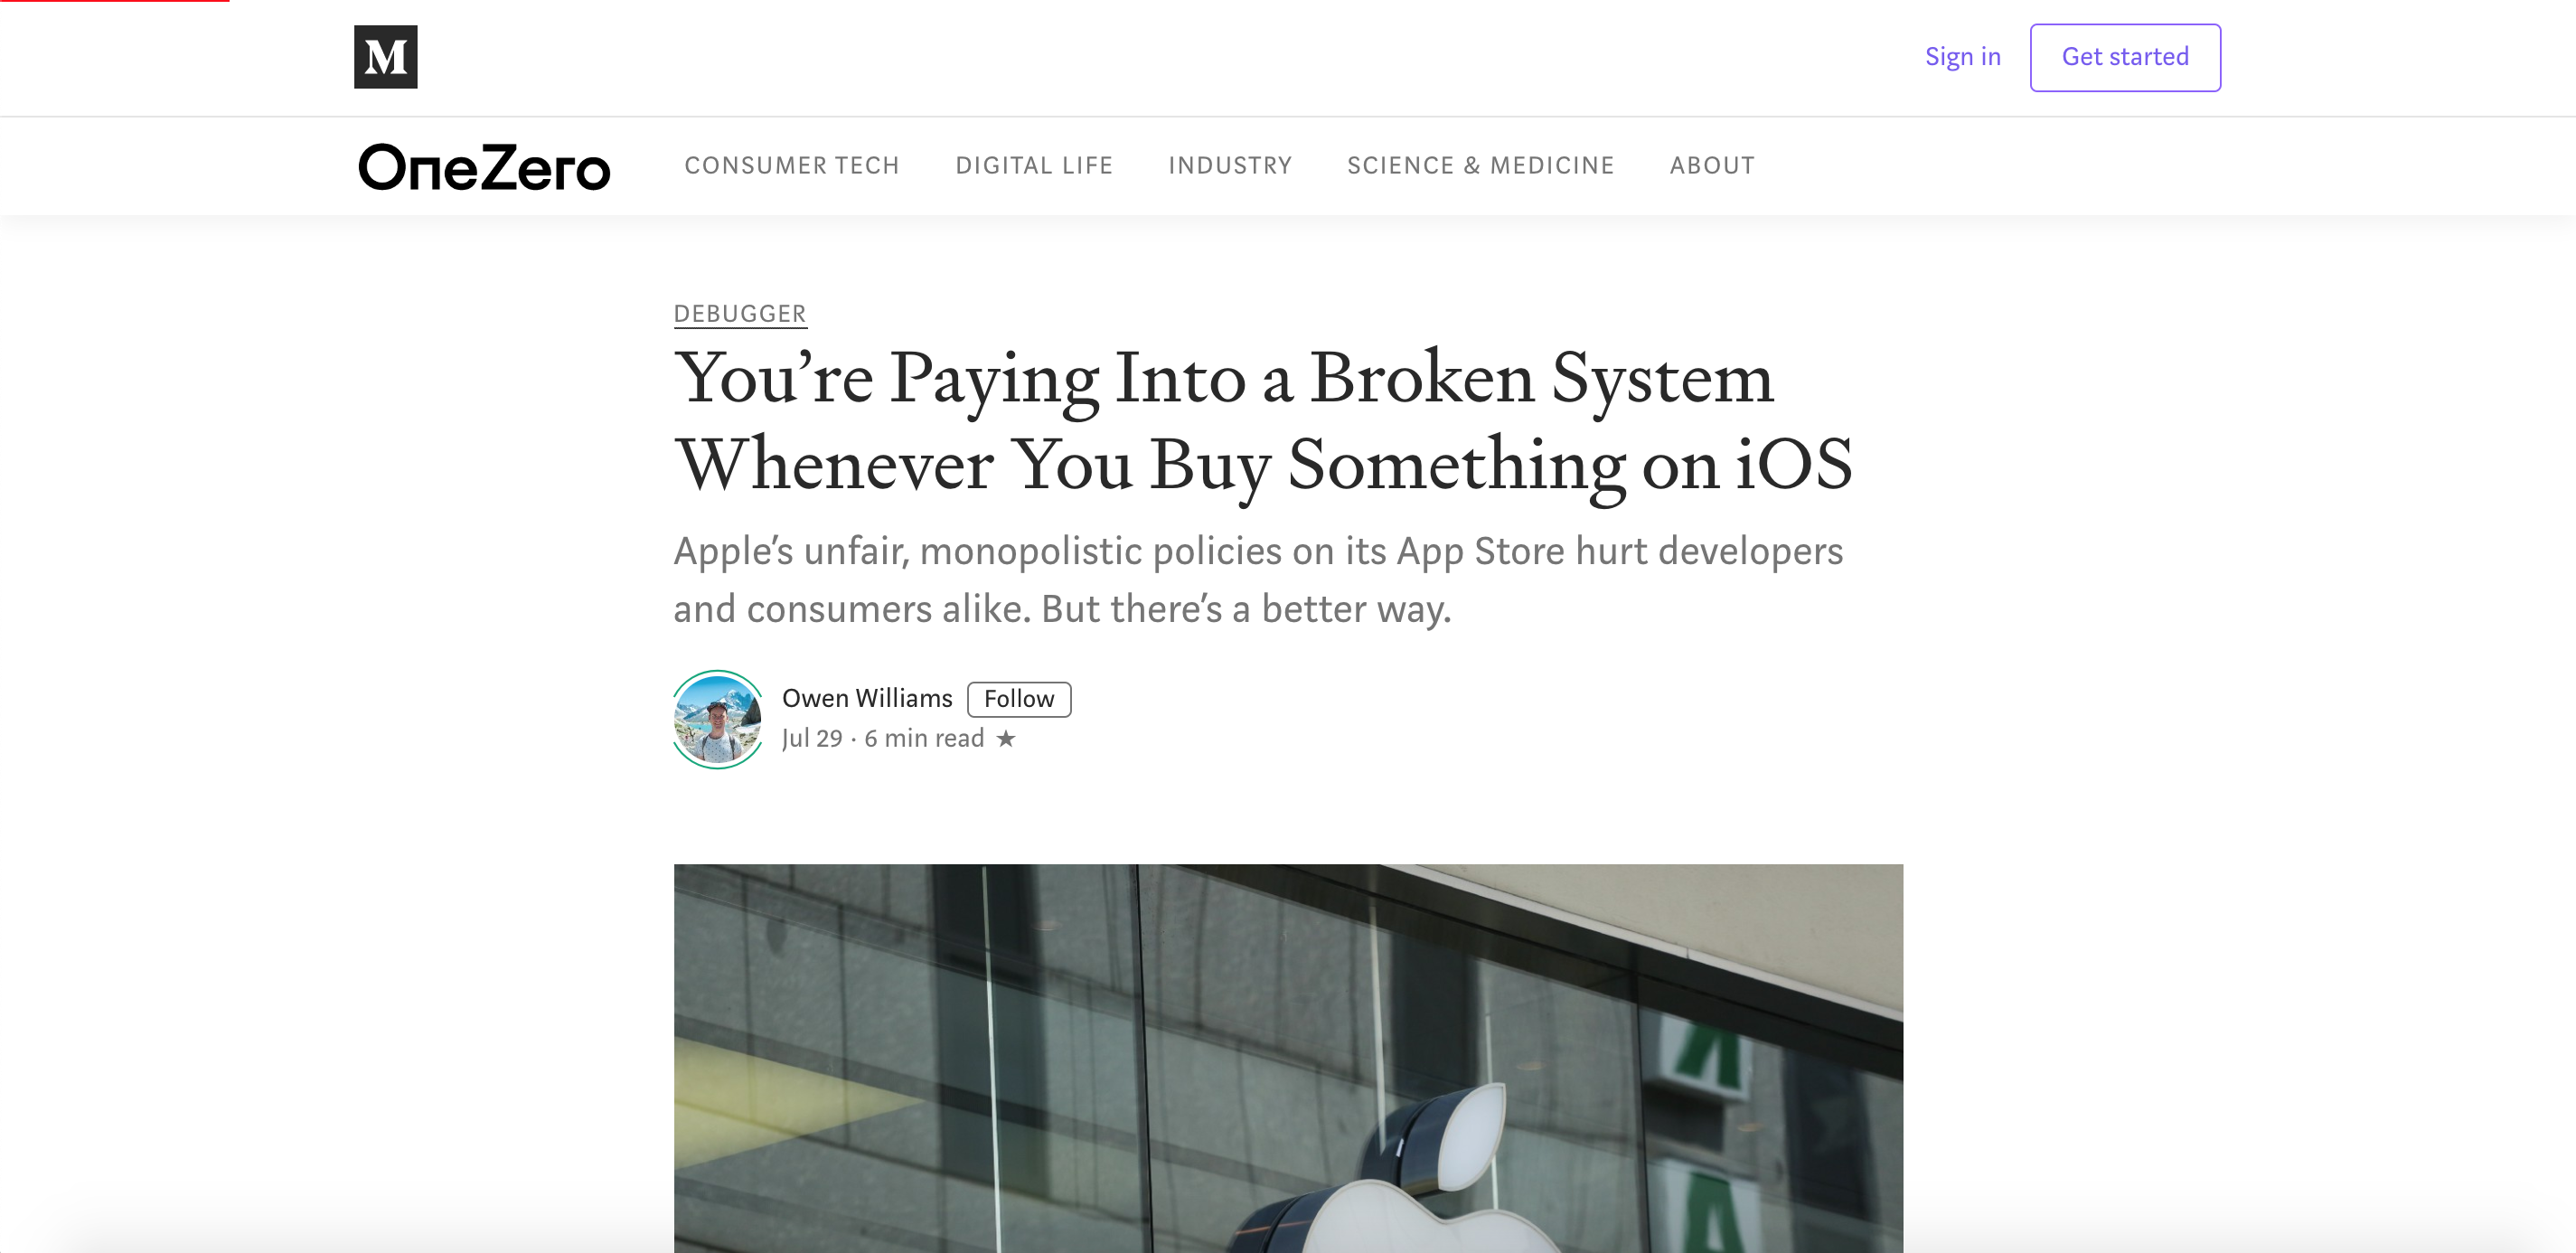 M
Sign in
Get started
OneZero
CONSUMER TECH
DIGITAL LIFE
INDUSTRY
SCIENCE & MEDICINE
ABOUT
DEBUGGER
You’re Paying Into a Broken System
Whenever You Buy Something on iOS
Apple’s unfair, monopolistic policies on its App Store hurt developers
and consumers alike. But there’s a better way.
Owen Williams
Follow
Jul 29 · 6 min read ★